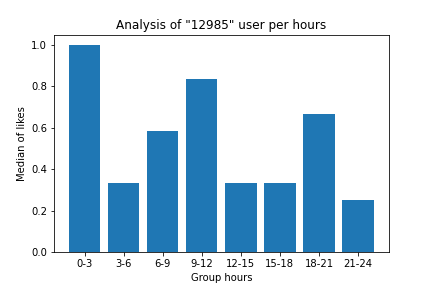 Analysis of "12985" user per hours
Median of likes
1.0
0.8
0.6
0.4
0.2
0.0
0-3 3-6 6-9 9-12 12-15 15-18 18-21 21-24
Group hours